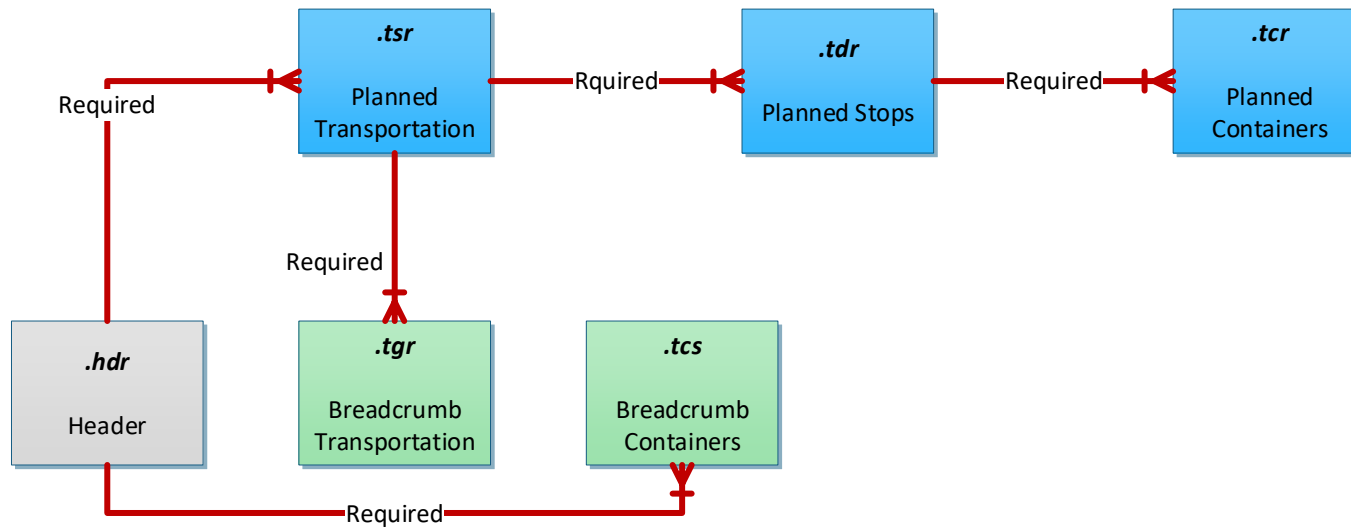 .tsr
Planned
Transportation
Rquired
.tdr
Planned Stops
Required
.tcr
Planned
Containers
Required
Required
.hdr
Header
.tgr
Breadcrumb
Transportation
.tcs
Breadcrumb
Containers
Required